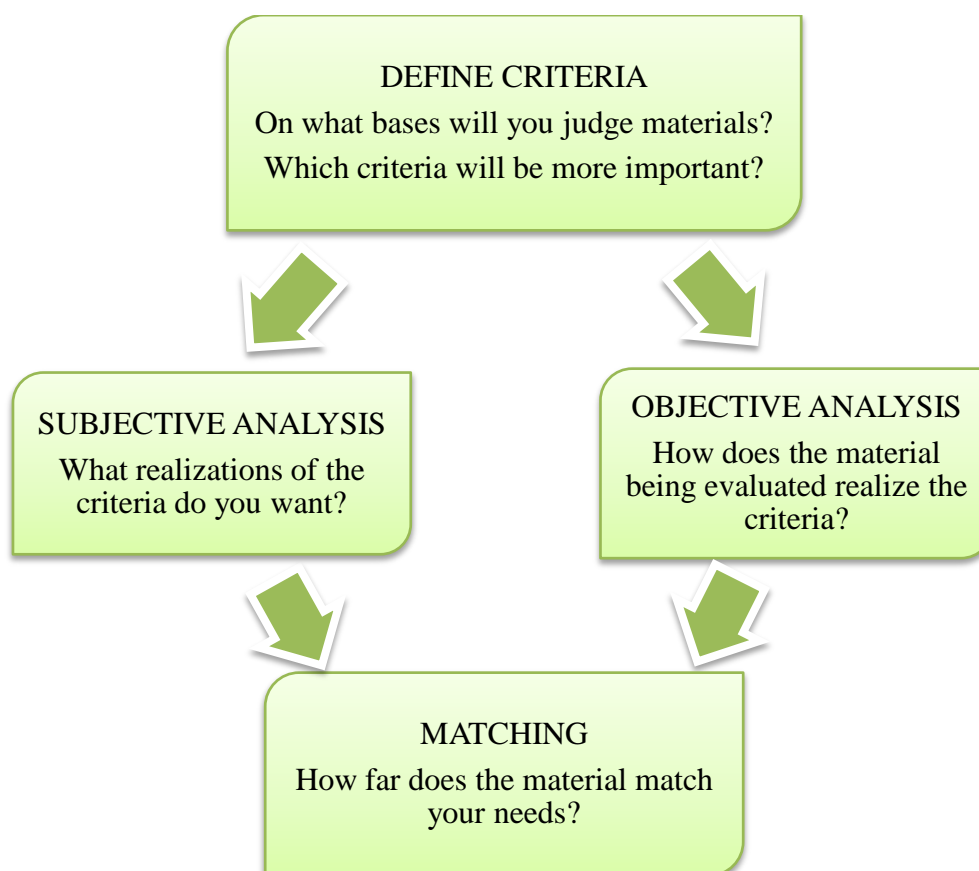 DEFINE CRITERIA
On what bases will you judge materials?
Which criteria will be more important?
SUBJECTIVE ANALYSIS
What realizations of the
criteria do you want?
OBJECTIVE ANALYSIS
How does the material
being evaluated realize the
criteria?
MATCHING
How far does the material match
your needs?